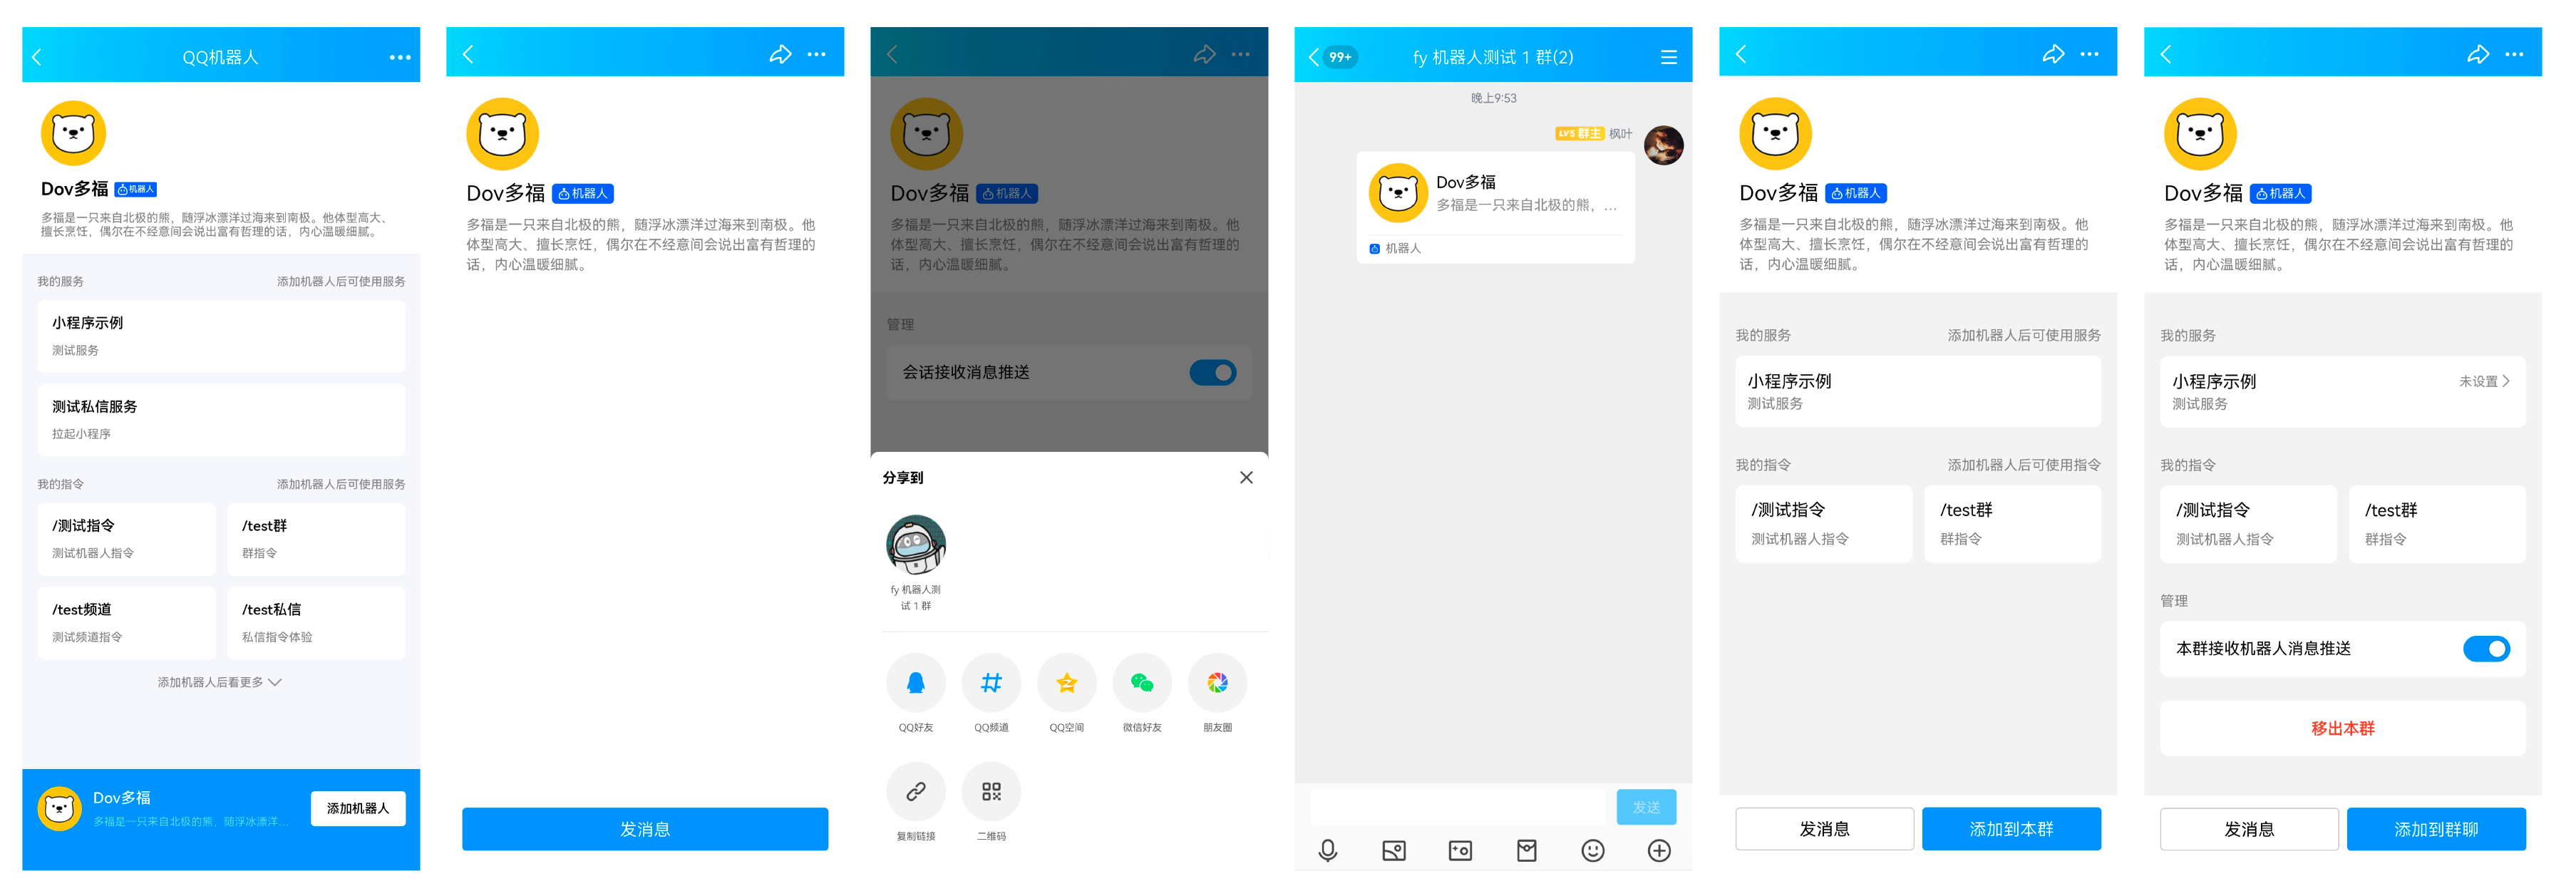 QQ机器人
Dov多福 机器人
多福是一只来自北极的熊，随浮冰漂洋过海来到南极。他体型高大、
擅长烹饪，偶尔在不经意间会说出富有哲理的话，内心温暖细腻。
我的服务 添加机器人后可使用服务
小程序示例
测试服务
测试私信服务
拉起小程序
我的指令 添加机器人后可使用服务
/测试指令 /test群
测试机器人指令 群指令
/test频道 /test私信
测试频道指令 私信指令体验
添加机器人后看更多
Dov多福
多福是一只来自北极的熊，随浮冰漂洋...
添加机器人
Dov多福 机器人
多福是一只来自北极的熊，随浮冰漂洋过海来到南极。他
体型高大、擅长烹饪，偶尔在不经意间会说出富有哲理的
话，内心温暖细腻。
发消息
Dov多福 机器人
多福是一只来自北极的熊，随浮冰漂洋过海来到南极。他
体型高大、擅长烹饪，偶尔在不经意间会说出富有哲理的
话，内心温暖细腻。
管理
会话接收消息推送
分享到
fy 机器人测
试 1 群
QQ好友 QQ频道 QQ空间 微信好友 朋友圈
复制链接 二维码
99+ fy 机器人测试 1 群(2)
晚上9:53
LV5 群主 枫叶
Dov多福
多福是一只来自北极的熊，...
机器人
发送
Dov多福 机器人
多福是一只来自北极的熊，随浮冰漂洋过海来到南极。他
体型高大、擅长烹饪，偶尔在不经意间会说出富有哲理的
话，内心温暖细腻。
我的服务 添加机器人后可使用服务
小程序示例
测试服务
我的指令 添加机器人后可使用指令
/测试指令 /test群
测试机器人指令 群指令
发消息 添加到本群
Dov多福 机器人
多福是一只来自北极的熊，随浮冰漂洋过海来到南极。他
体型高大、擅长烹饪，偶尔在不经意间会说出富有哲理的
话，内心温暖细腻。
我的服务
小程序示例 未设置
测试服务
我的指令
/测试指令 /test群
测试机器人指令 群指令
管理
本群接收机器人消息推送
移出本群
发消息 添加到群聊